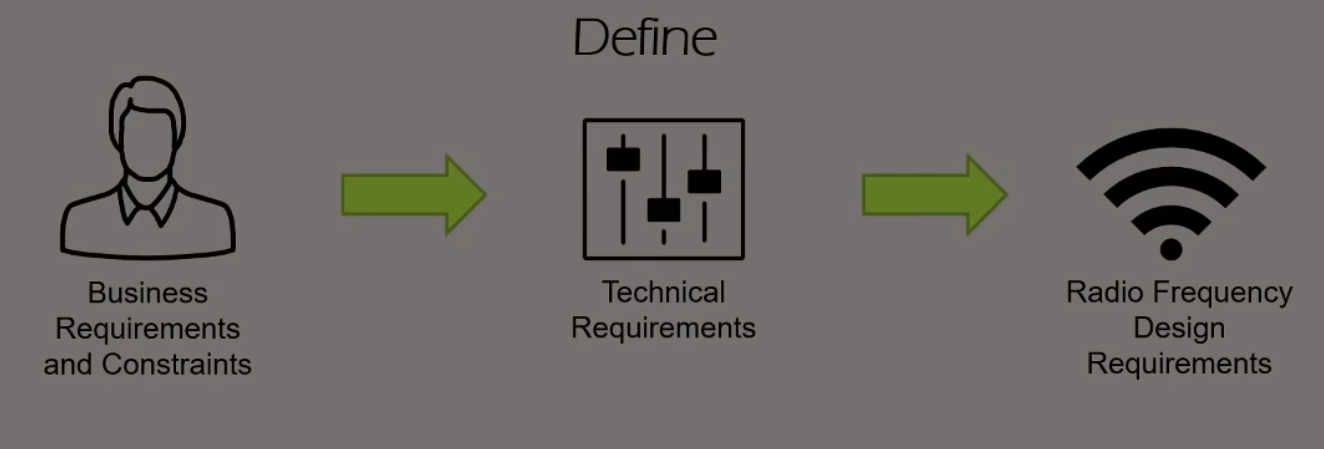 Define
Business
Requirements
and Constraints
Technical
Requirements
Radio Frequency
Design
Requirements